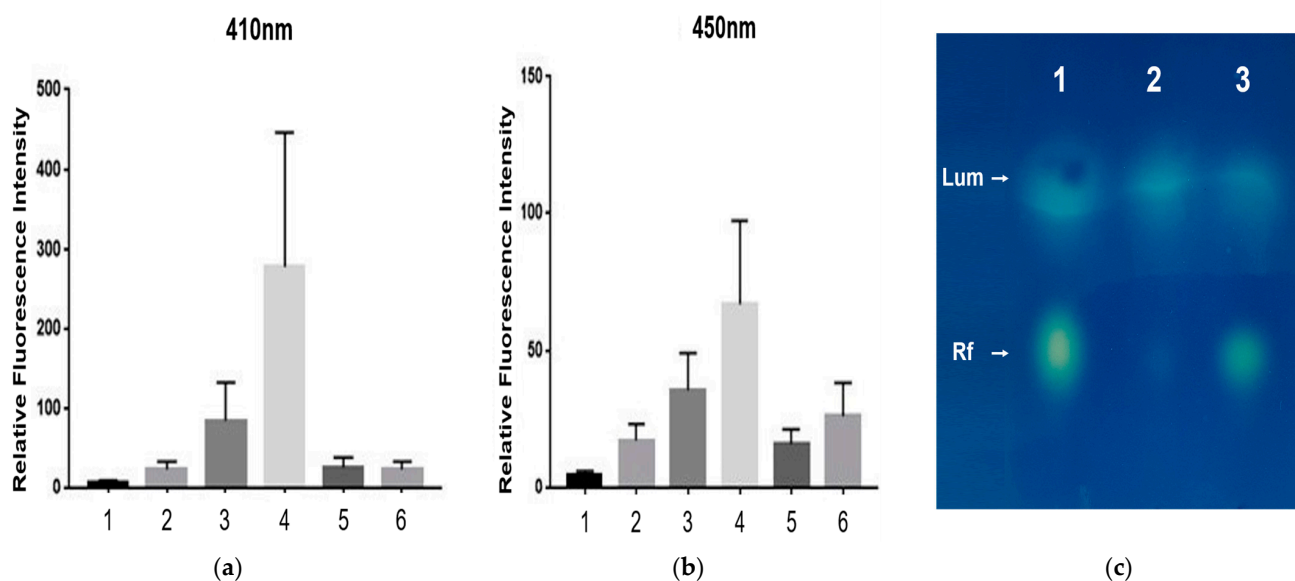 410nm
Relative Fluorescence Intensity
500
400
300
200
100
0
1 2 3 4 5 6
(a)
450nm
Relative Fluorescence Intensity
150
100
50
0
1 2 3 4 5 6
(b)
1 2 3
Lum →
Rf →
(c)